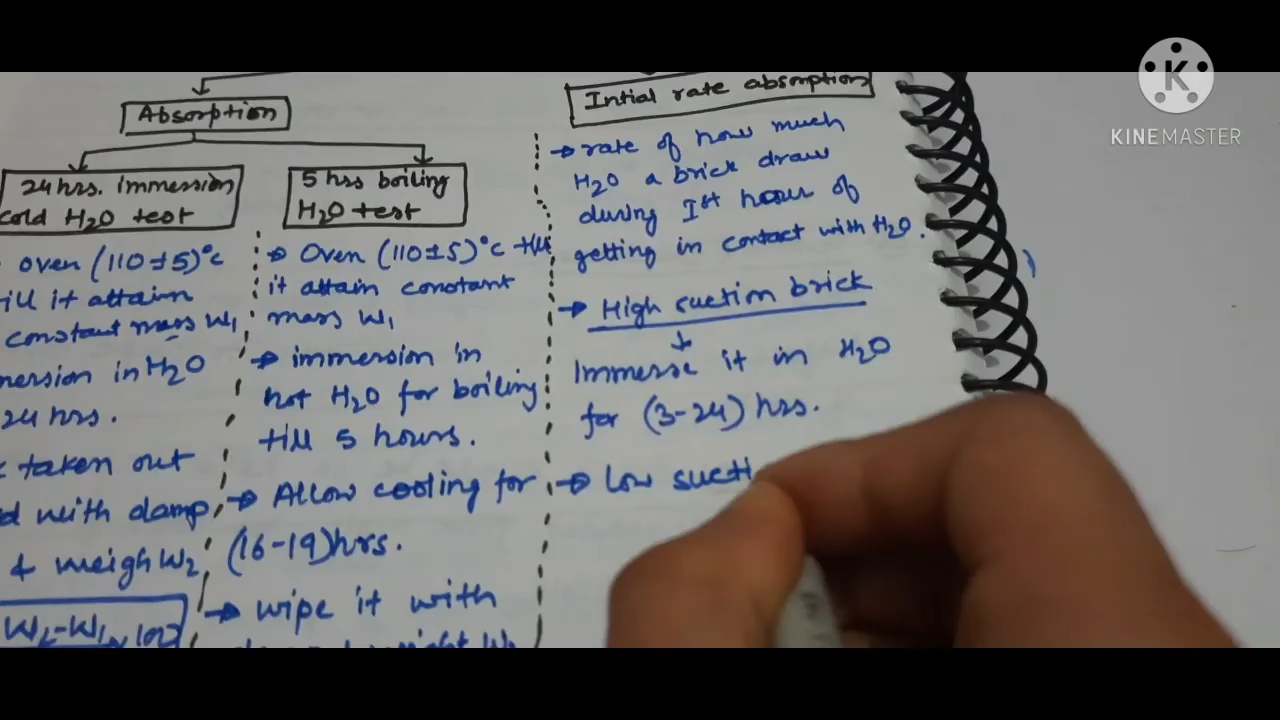 Absorption
24 hrs. immersion
cold H2O test
oven (110±5)°c
till it attain
constant mass W1
mersion in H2O
24 hrs.
taken out
d with damp
& weigh W2
W2-W1
5 hrs boiling
H2O test
→ Oven (110±5)°c till
it attain constant
mass W1
→ immersion in
hot H2O for boiling
till 5 hours.
→ Allow cooling for
(16-19)hrs.
→ wipe it with
Intial rate absorption
→ rate of how much
H2O a brick draw
during Ist hour of
getting in contact with H2O.
→ High suction brick
↓
Immerse it in H2O
for (3-24) hrs.
→ Low sucti
K
KINEMASTER